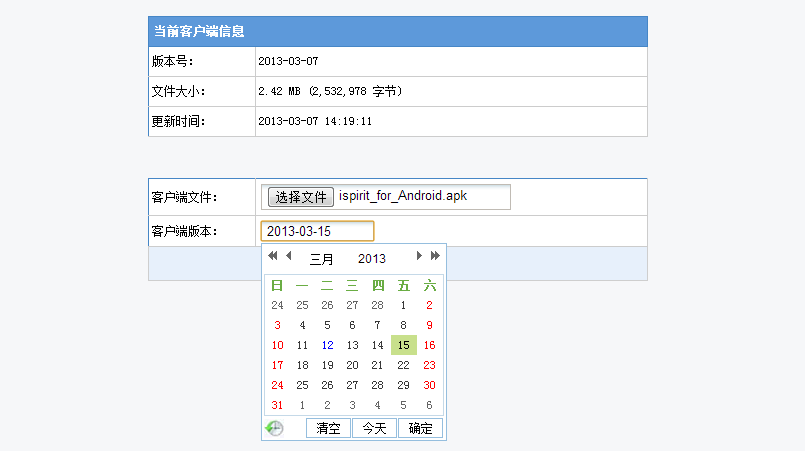 当前客户端信息
版本号： 2013-03-07
文件大小： 2.42 MB (2,532,978 字节)
更新时间： 2013-03-07 14:19:11
客户端文件： 选择文件 ispirit_for_Android.apk
客户端版本： 2013-03-15
三月 2013
日 一 二 三 四 五 六
24 25 26 27 28 1 2
3 4 5 6 7 8 9
10 11 12 13 14 15 16
17 18 19 20 21 22 23
24 25 26 27 28 29 30
31 1 2 3 4 5 6
清空 今天 确定